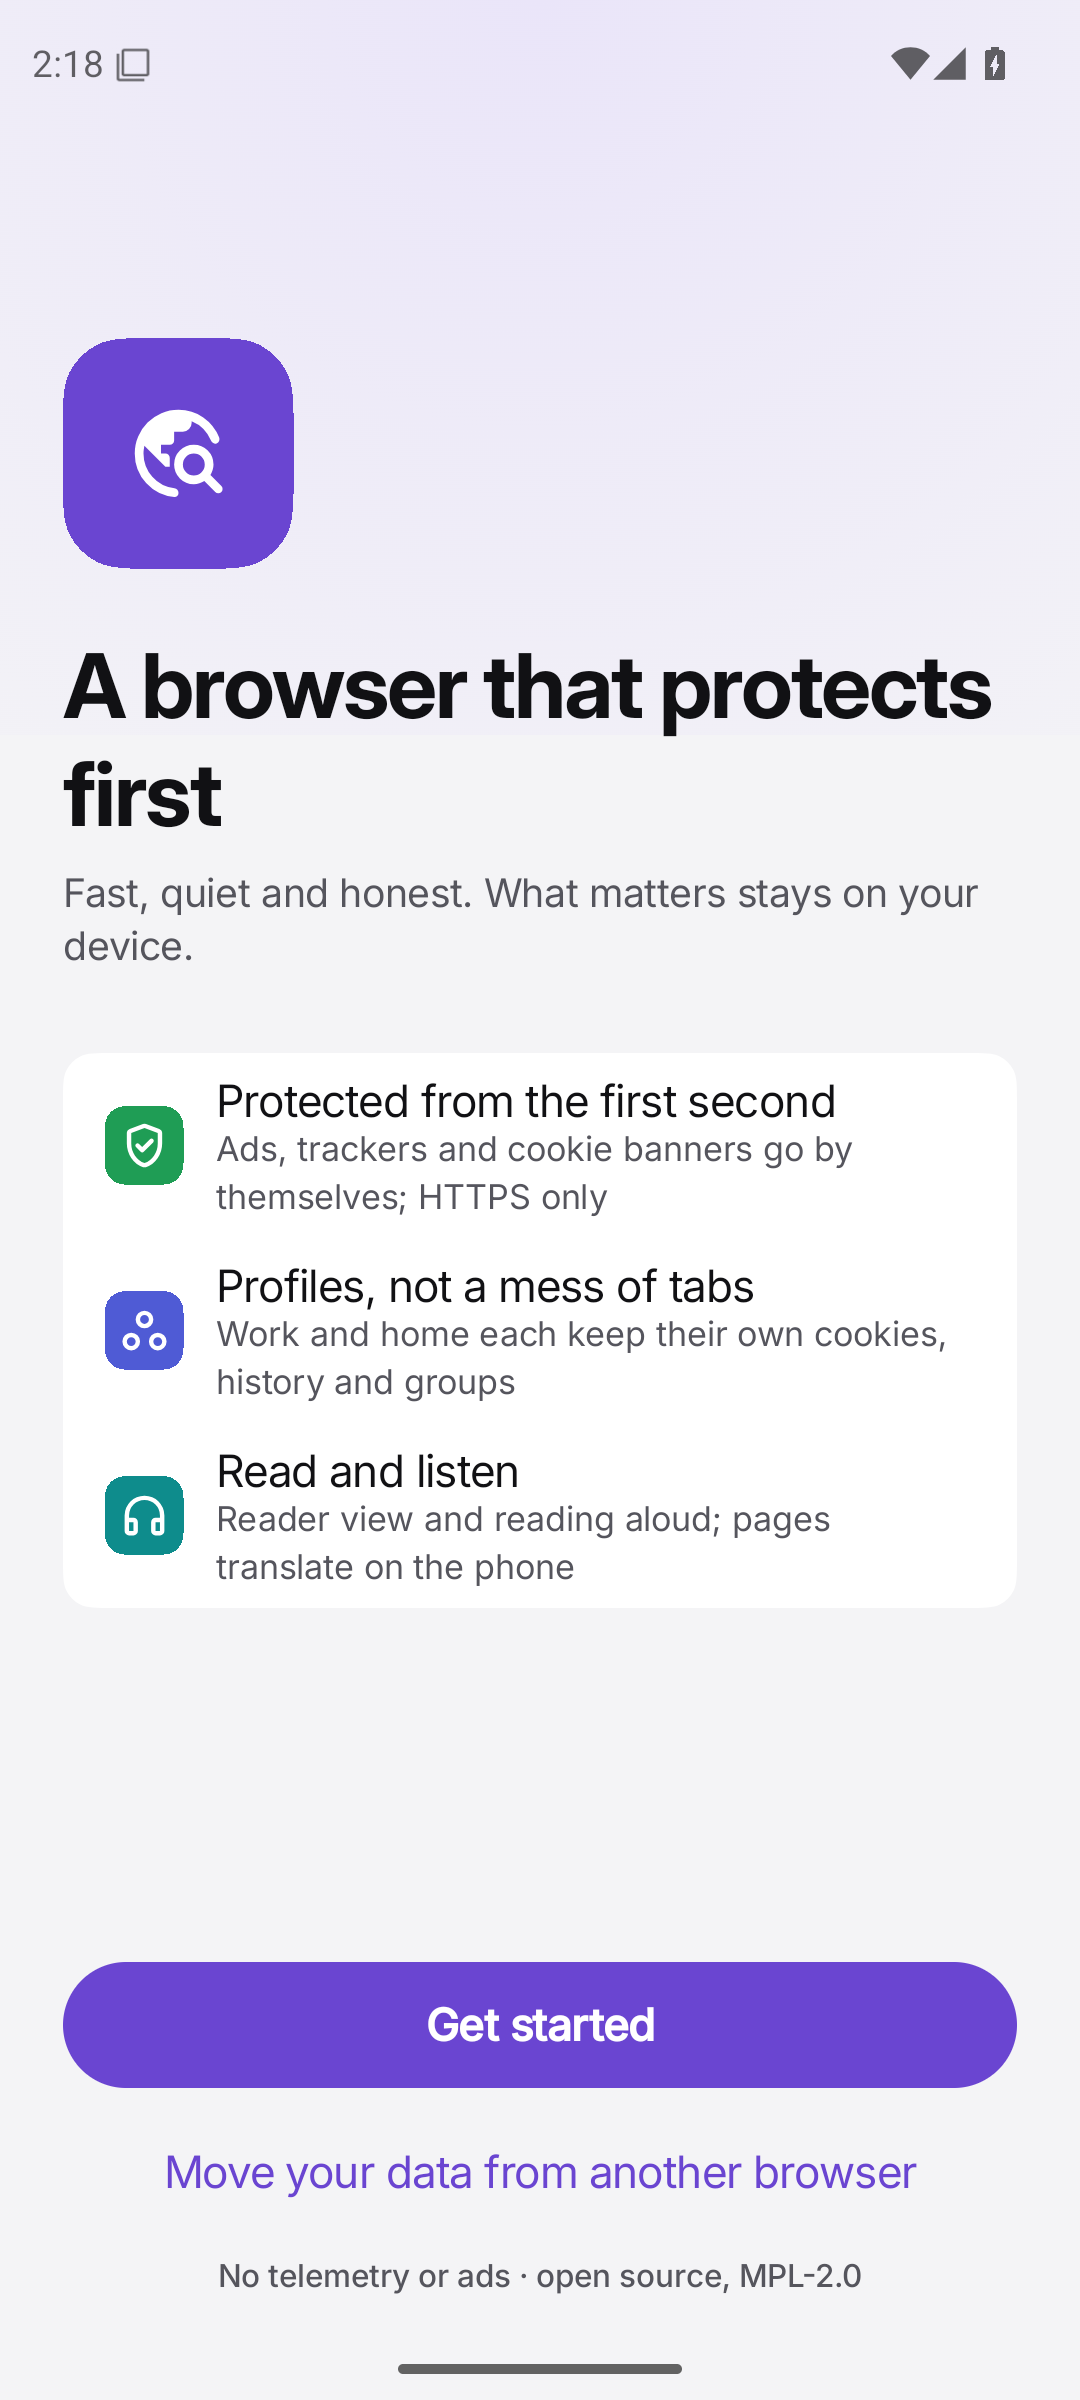 2:18
A browser that protects
first
Fast, quiet and honest. What matters stays on your
device.
Protected from the first second
Ads, trackers and cookie banners go by
themselves; HTTPS only
Profiles, not a mess of tabs
Work and home each keep their own cookies,
history and groups
Read and listen
Reader view and reading aloud; pages
translate on the phone
Get started
Move your data from another browser
No telemetry or ads · open source, MPL-2.0